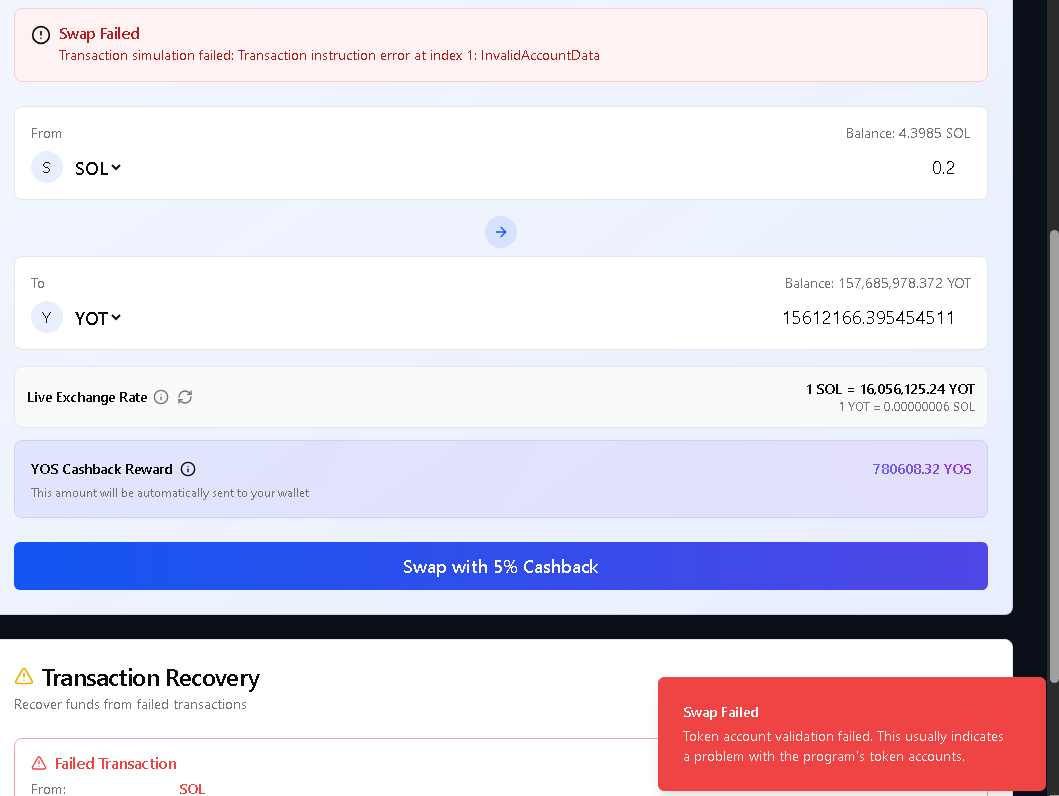 Swap Failed
Transaction simulation failed: Transaction instruction error at index 1: InvalidAccountData
From
Balance: 4.3985 SOL
S
SOL
0.2
To
Balance: 157,685,978.372 YOT
Y
YOT
15612166.395454511
Live Exchange Rate
1 SOL = 16,056,125.24 YOT
1 YOT = 0.00000006 SOL
YOS Cashback Reward
780608.32 YOS
This amount will be automatically sent to your wallet
Swap with 5% Cashback
Transaction Recovery
Recover funds from failed transactions
Failed Transaction
From:
SOL
Swap Failed
Token account validation failed. This usually indicates
a problem with the program's token accounts.